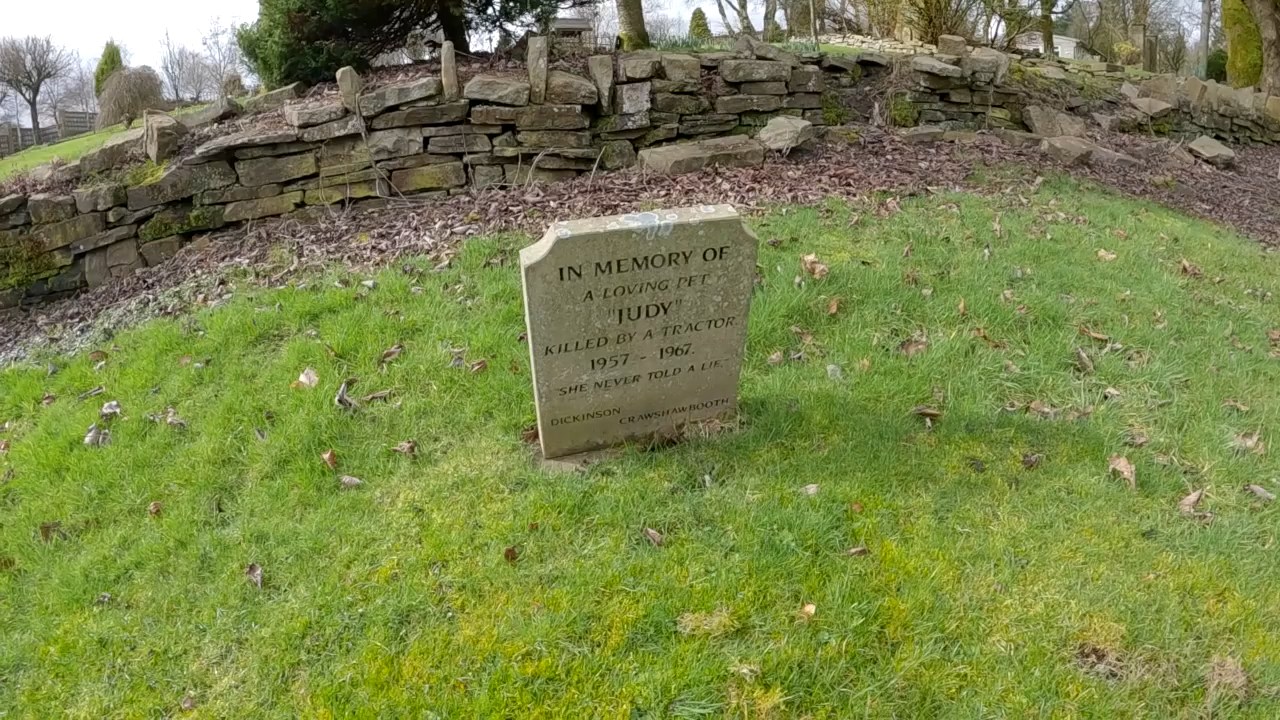 IN MEMORY OF
A LOVING PET
"JUDY"
KILLED BY A TRACTOR
1957 - 1967.
"SHE NEVER TOLD A LIE."
DICKINSON CRAWSHAWBOOTH